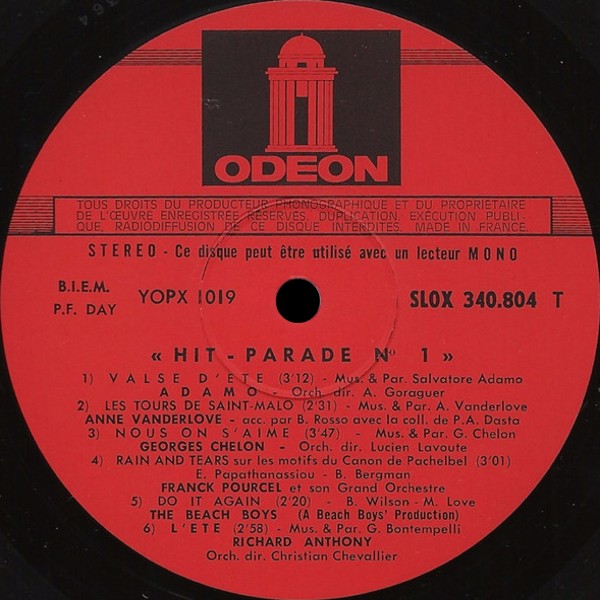 ODEON
TOUS DROITS DU PRODUCTEUR PHONOGRAPHIQUE ET DU PROPRIÉTAIRE
DE L'ŒUVRE ENREGISTRÉE RÉSERVÉS, DUPLICATION, EXÉCUTION PUBLI-
QUE, RADIODIFFUSION DE CE DISQUE INTERDITES. MADE IN FRANCE.
STEREO - Ce disque peut être utilisé avec un lecteur MONO
B.I.E.M.
P.F. DAY
YOPX 1019
SLOX 340.804 T
« HIT - PARADE Nº 1 »
1) VALSE D'ETE (3'12) - Mus. & Par. Salvatore Adamo
ADAMO - Orch. dir. A. Goraguer
2) LES TOURS DE SAINT-MALO (2'31) - Mus. & Par. A. Vanderlove
ANNE VANDERLOVE - acc. par B. Rosso avec la coll. de P.A. Dasta
3) NOUS ON S'AIME (3'47) - Mus. & Par. G. Chelon
GEORGES CHELON - Orch. dir. Lucien Lavoute
4) RAIN AND TEARS sur les motifs du Canon de Pachelbel (3'01)
E. Papathanassiou - B. Bergman
FRANCK POURCEL et son Grand Orchestre
5) DO IT AGAIN (2'20) - B. Wilson - M. Love
THE BEACH BOYS (A Beach Boys' Production)
6) L'ETE (2'58) - Mus. & Par. G. Bontempelli
RICHARD ANTHONY
Orch. dir. Christian Chevallier